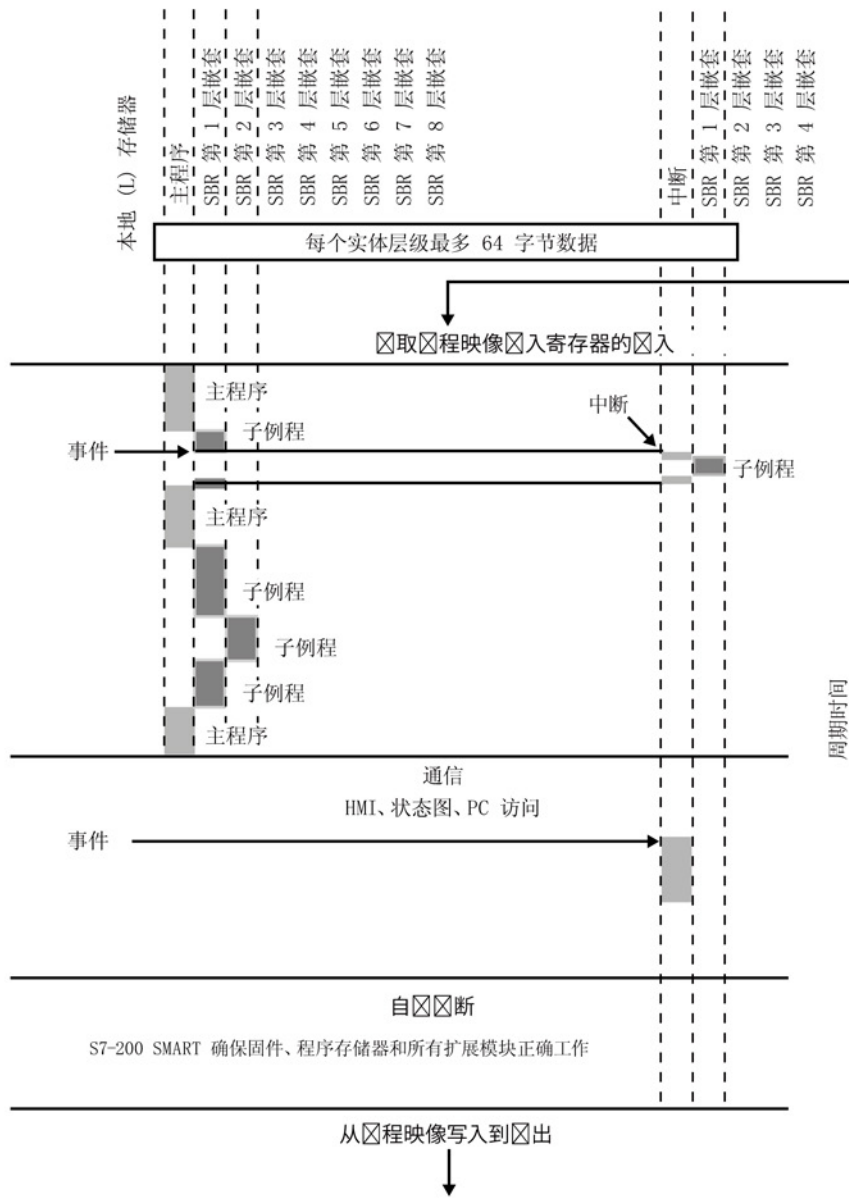 本地 (L) 存储器
主程序
SBR 第 1 层嵌套
SBR 第 2 层嵌套
SBR 第 3 层嵌套
SBR 第 4 层嵌套
SBR 第 5 层嵌套
SBR 第 6 层嵌套
SBR 第 7 层嵌套
SBR 第 8 层嵌套
中断
SBR 第 1 层嵌套
SBR 第 2 层嵌套
SBR 第 3 层嵌套
SBR 第 4 层嵌套
每个实体层级最多 64 字节数据
取程映像入寄存器的入
主程序
中断
子例程
事件
子例程
主程序
子例程
子例程
子例程
主程序
周期时间
通信
HMI、状态图、PC 访问
事件
自断
S7-200 SMART 确保固件、程序存储器和所有扩展模块正确工作
从程映像写入到出